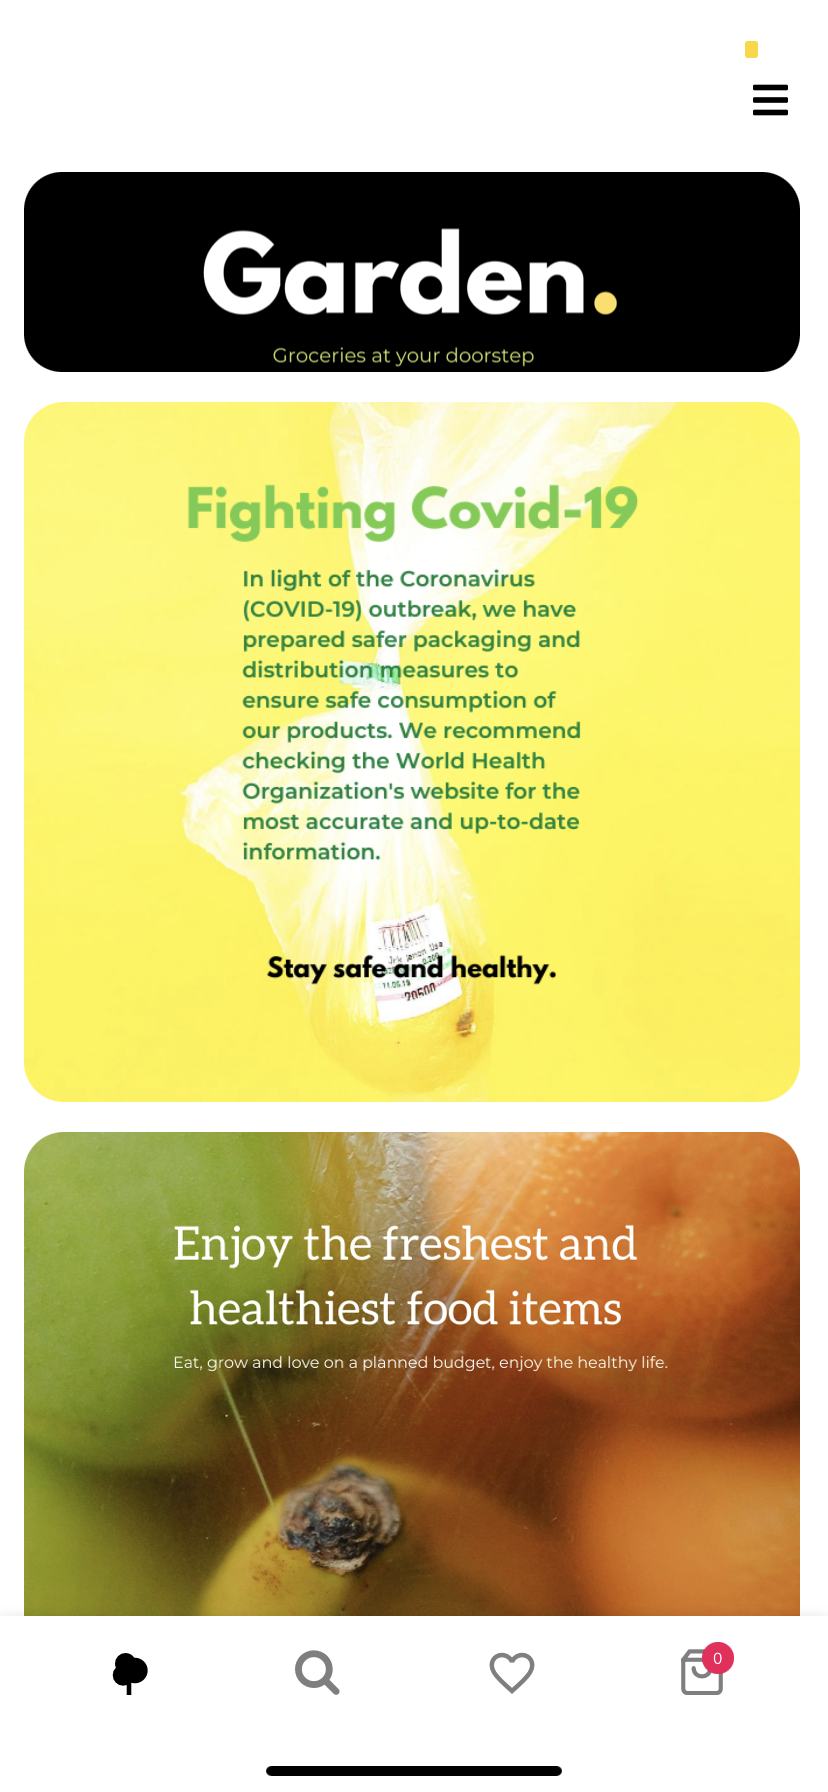 Garden.
Groceries at your doorstep
Fighting Covid-19
In light of the Coronavirus
(COVID-19) outbreak, we have
prepared safer packaging and
distribution measures to
ensure safe consumption of
our products. We recommend
checking the World Health
Organization's website for the
most accurate and up-to-date
information.
Stay safe and healthy.
Enjoy the freshest and
healthiest food items
Eat, grow and love on a planned budget, enjoy the healthy life.
0